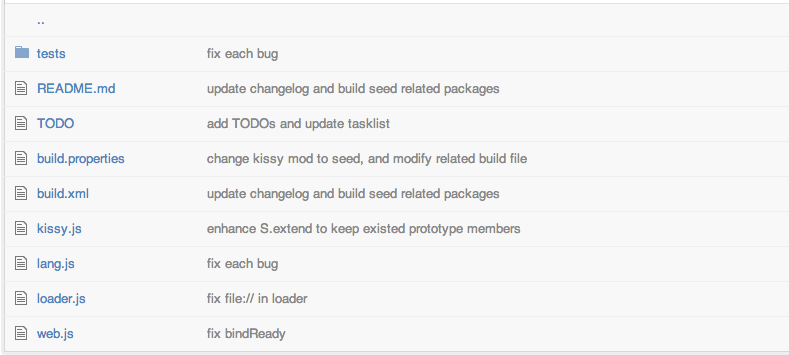 ..
tests fix each bug
README.md update changelog and build seed related packages
TODO add TODOs and update tasklist
build.properties change kissy mod to seed, and modify related build file
build.xml update changelog and build seed related packages
kissy.js enhance S.extend to keep existed prototype members
lang.js fix each bug
loader.js fix file:// in loader
web.js fix bindReady